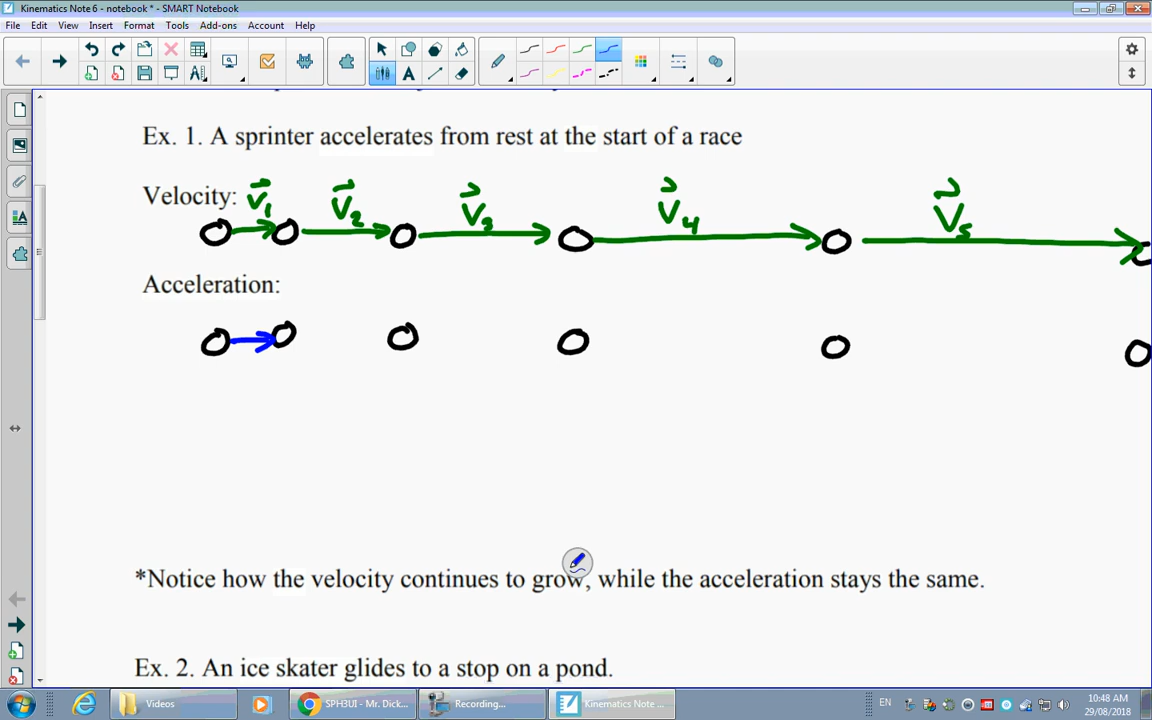 Kinematics Note 6 - notebook * - SMART Notebook
File Edit View Insert Format Tools Add-ons Account Help
Ex. 1. A sprinter accelerates from rest at the start of a race
Velocity: V1 V2 V3 V4 V5
Acceleration:
*Notice how the velocity continues to grow, while the acceleration stays the same.
Ex. 2. An ice skater glides to a stop on a pond.
Videos SPH3UI - Mr. Dick... Recording... Kinematics Note ... EN 10:48 AM
29/08/2018